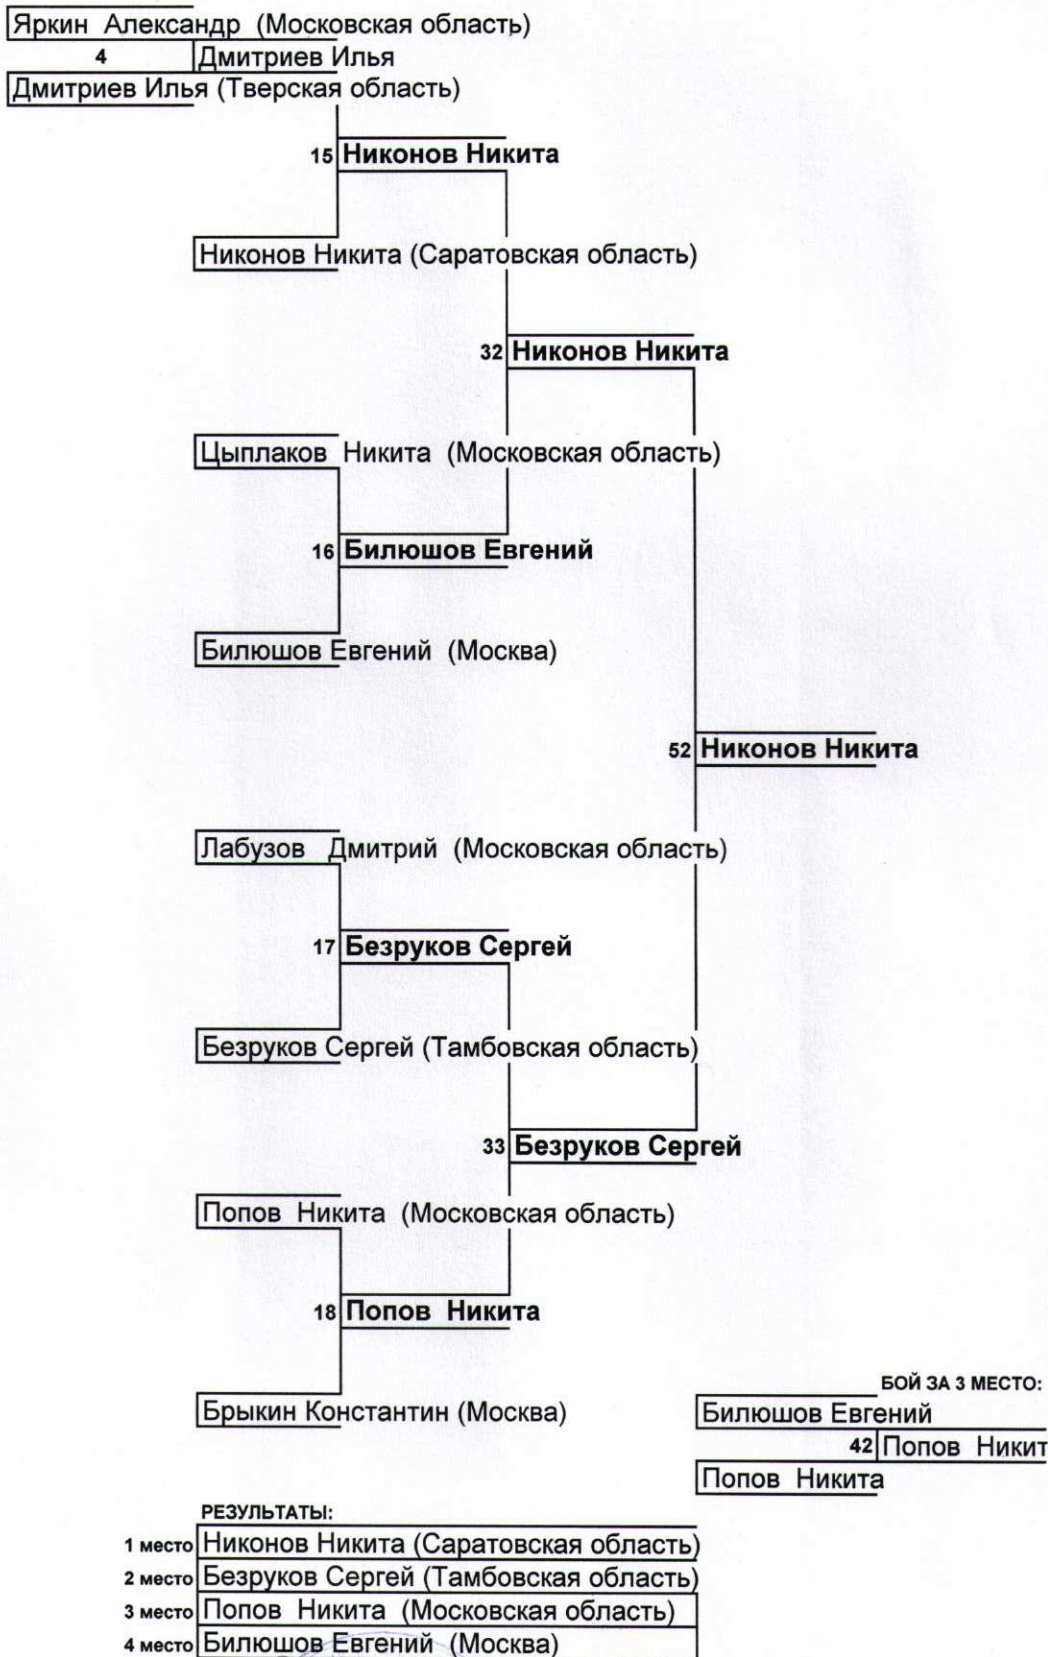 Яркин Александр (Московская область)
4 Дмитриев Илья
Дмитриев Илья (Тверская область)
15 Никонов Никита
Никонов Никита (Саратовская область)
32 Никонов Никита
Цыплаков Никита (Московская область)
16 Билюшов Евгений
Билюшов Евгений (Москва)
52 Никонов Никита
Лабузов Дмитрий (Московская область)
17 Безруков Сергей
Безруков Сергей (Тамбовская область)
33 Безруков Сергей
Попов Никита (Московская область)
18 Попов Никита
Брыкин Константин (Москва)
БОЙ ЗА 3 МЕСТО:
Билюшов Евгений
42 Попов Никит
Попов Никита
РЕЗУЛЬТАТЫ:
1 место Никонов Никита (Саратовская область)
2 место Безруков Сергей (Тамбовская область)
3 место Попов Никита (Московская область)
4 место Билюшов Евгений (Москва)